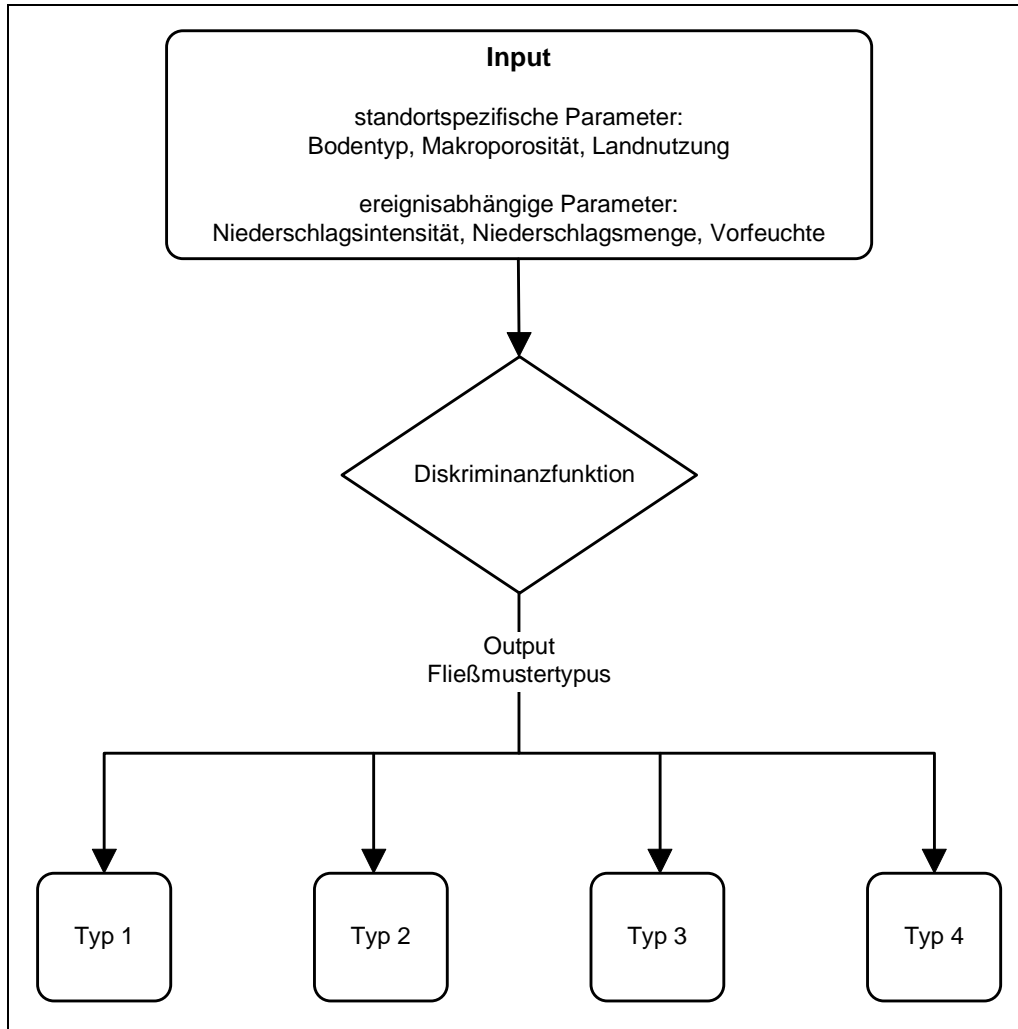 Input
standortspezifische Parameter:
Bodentyp, Makroporosität, Landnutzung
ereignisabhängige Parameter:
Niederschlagsintensität, Niederschlagsmenge, Vorfeuchte
Diskriminanzfunktion
Output
Fließmustertypus
Typ 1
Typ 2
Typ 3
Typ 4